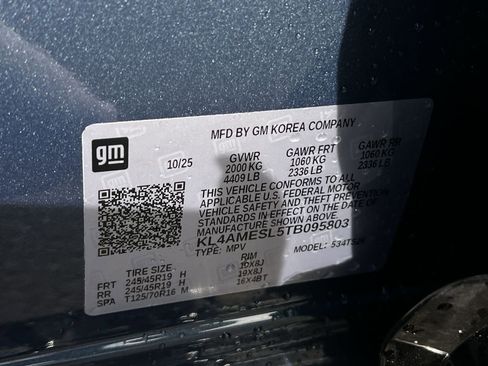 MFD BY GM KOREA COMPANY
gm
10/25
GVWR GAWR FRT GAWR RR
2000 KG 1060 KG 1060 KG
4409 LB 2336 LB 2336 LB
THIS VEHICLE CONFORMS TO ALL
APPLICABLE U.S. FEDERAL MOTOR
VEHICLE SAFETY AND THEFT PREVENTION
STANDARDS IN EFFECT ON THE DATE OF
MANUFACTURE SHOWN ABOVE.
KL4AMESL5TB095803
TYPE: MPV MODEL:
TIRE SIZE RIM
FRT 245/45R19 H 19X8J
RR 245/45R19 H 19X8J
SPA T125/70R16 M 16X4BT